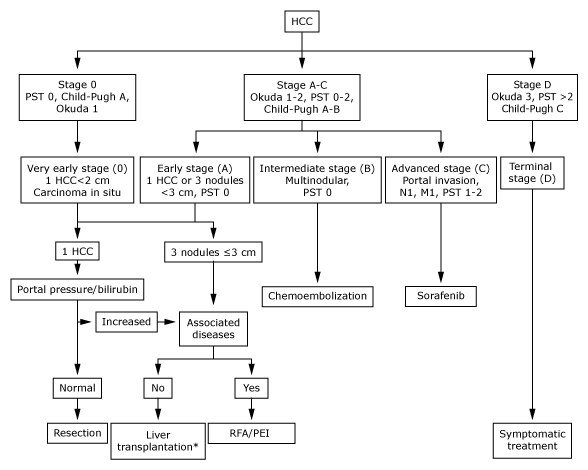 HCC
Stage 0
PST 0, Child-Pugh A,
Okuda 1
Stage A-C
Okuda 1-2, PST 0-2,
Child-Pugh A-B
Stage D
Okuda 3, PST >2
Child-Pugh C
Very early stage (0)
1 HCC<2 cm
Carcinoma in situ
Early stage (A)
1 HCC or 3 nodules
<3 cm, PST 0
Intermediate stage (B)
Multinodular,
PST 0
Advanced stage (C)
Portal invasion,
N1, M1, PST 1-2
Terminal
stage (D)
1 HCC
3 nodules ≤3 cm
Portal pressure/bilirubin
Chemoembolization
Sorafenib
Increased
Associated
diseases
Normal
No
Yes
Resection
Liver
transplantation*
RFA/PEI
Symptomatic
treatment